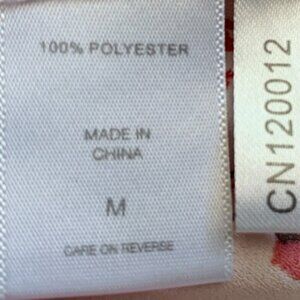 100% POLYESTER
MADE IN
CHINA
M
CARE ON REVERSE
CN120012